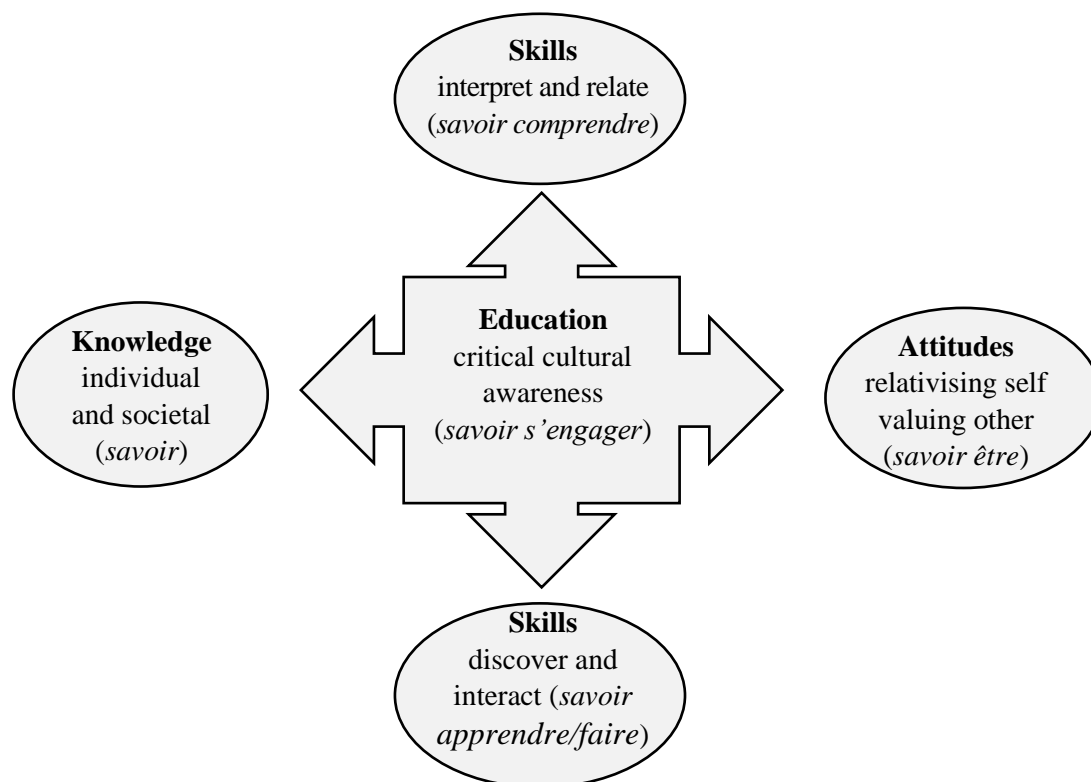 Skills
interpret and relate
(savoir comprendre)
Knowledge
individual
and societal
(savoir)
Education
critical cultural
awareness
(savoir s’engager)
Attitudes
relativising self
valuing other
(savoir être)
Skills
discover and
interact (savoir
apprendre/faire)